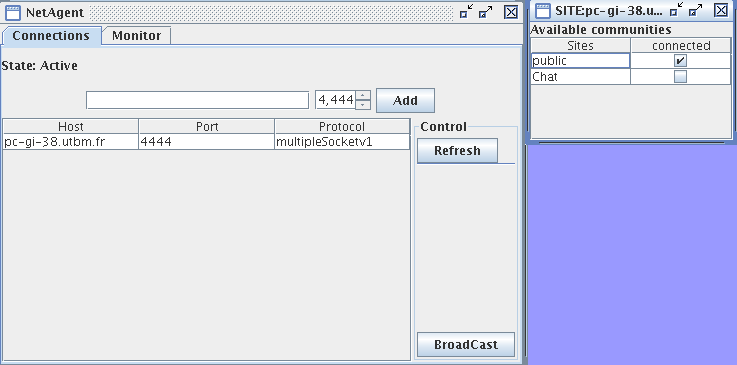 NetAgent
Connections Monitor
State: Active
4,444 Add
Host Port Protocol
pc-gi-38.utbm.fr 4444 multipleSocketv1
Control
Refresh
BroadCast
SITE:pc-gi-38.u...
Available communities
Sites connected
public
Chat